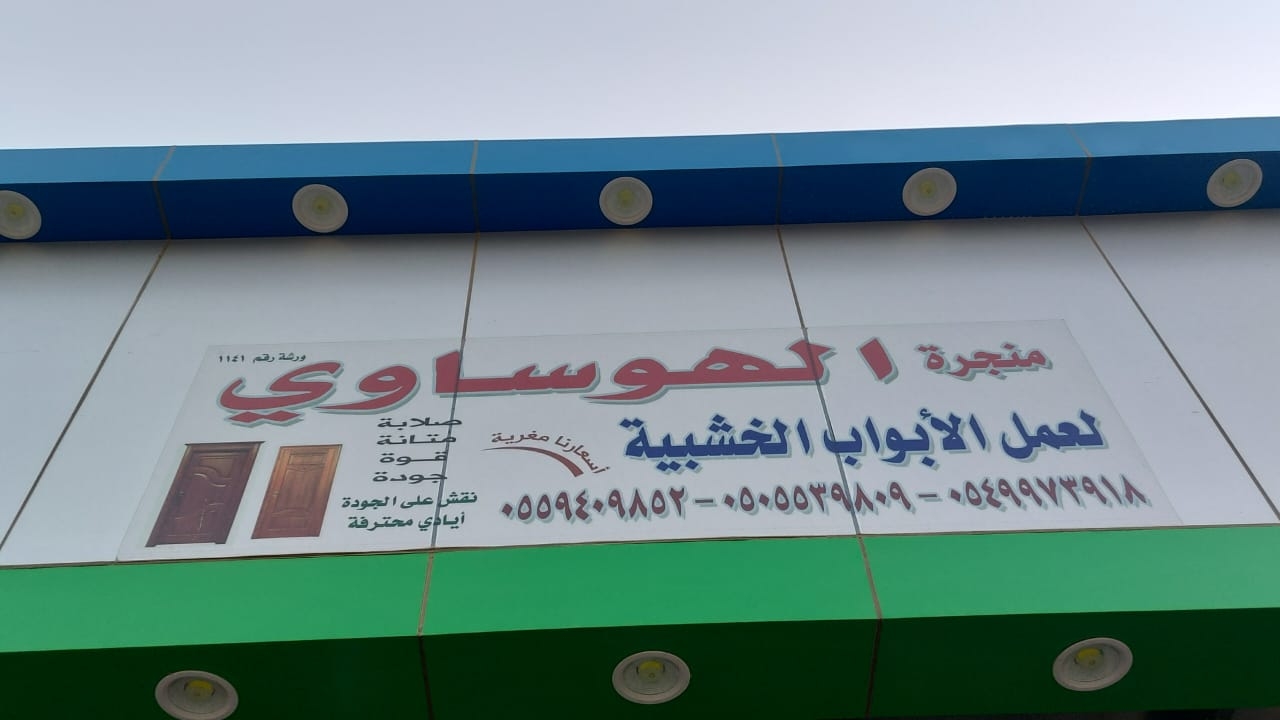 منجرة الهوساوي
ورشة رقم ١١٤١
لعمل الأبواب الخشبية
أسعارنا مغرية
صلابة
متانة
قوة
جودة
نقش على الجودة
أيادي محترفة
٠٥٤٩٩٧٣٩١٨ – ٠٥٠٥٥٣٩٨٠٩ – ٠٥٥٩٤٠٩٨٥٢